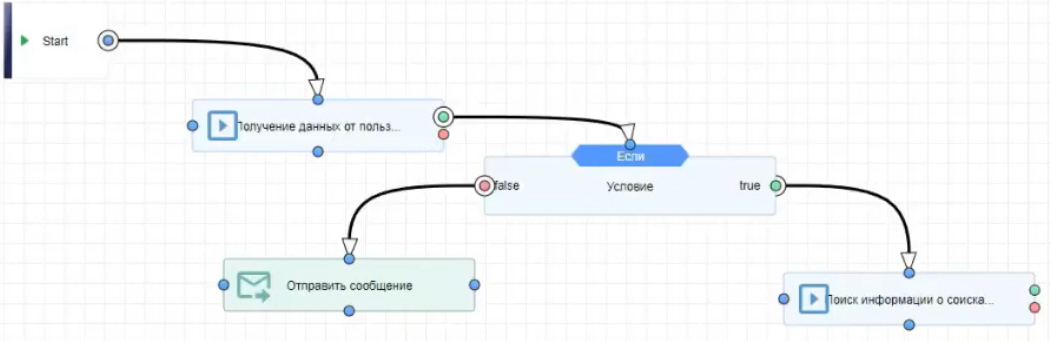 Start
Получение данных от польз...
Если
false
Условие
true
Отправить сообщение
Поиск информации о соиска...